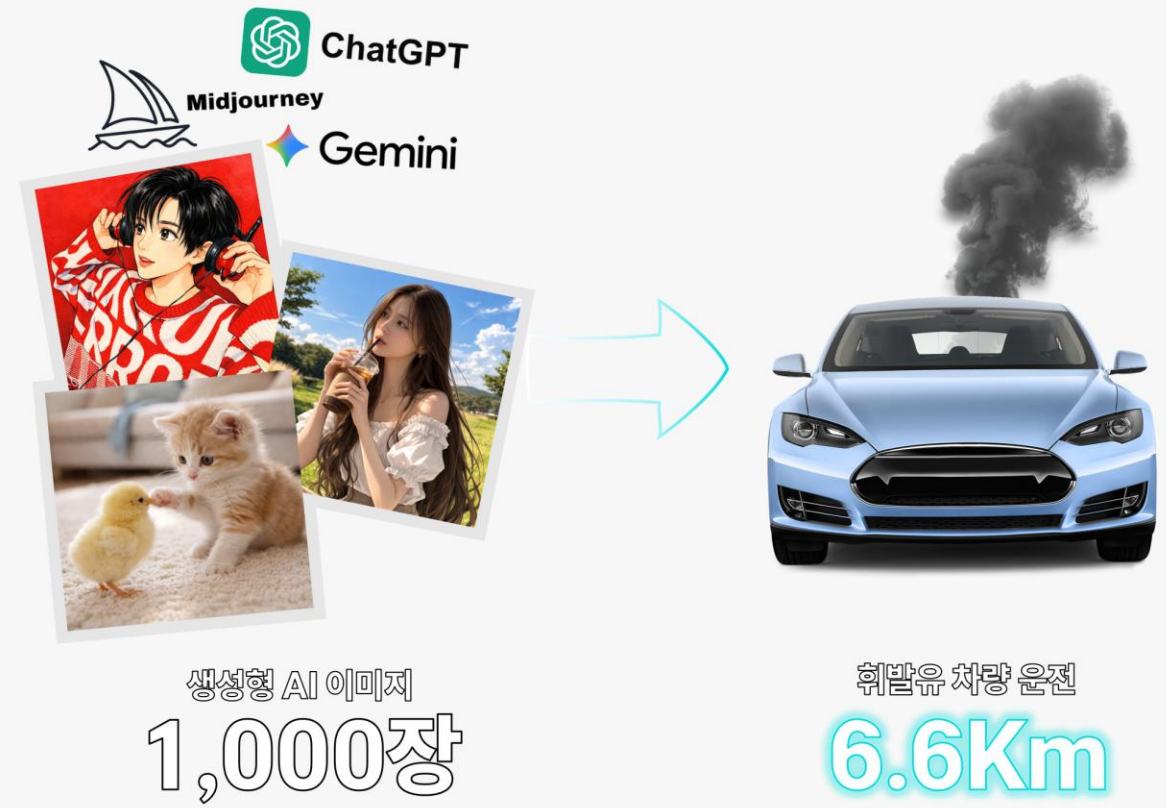 ChatGPT
Midjourney
Gemini
생성형 AI 이미지
1,000장
휘발유 차량 운전
6.6Km